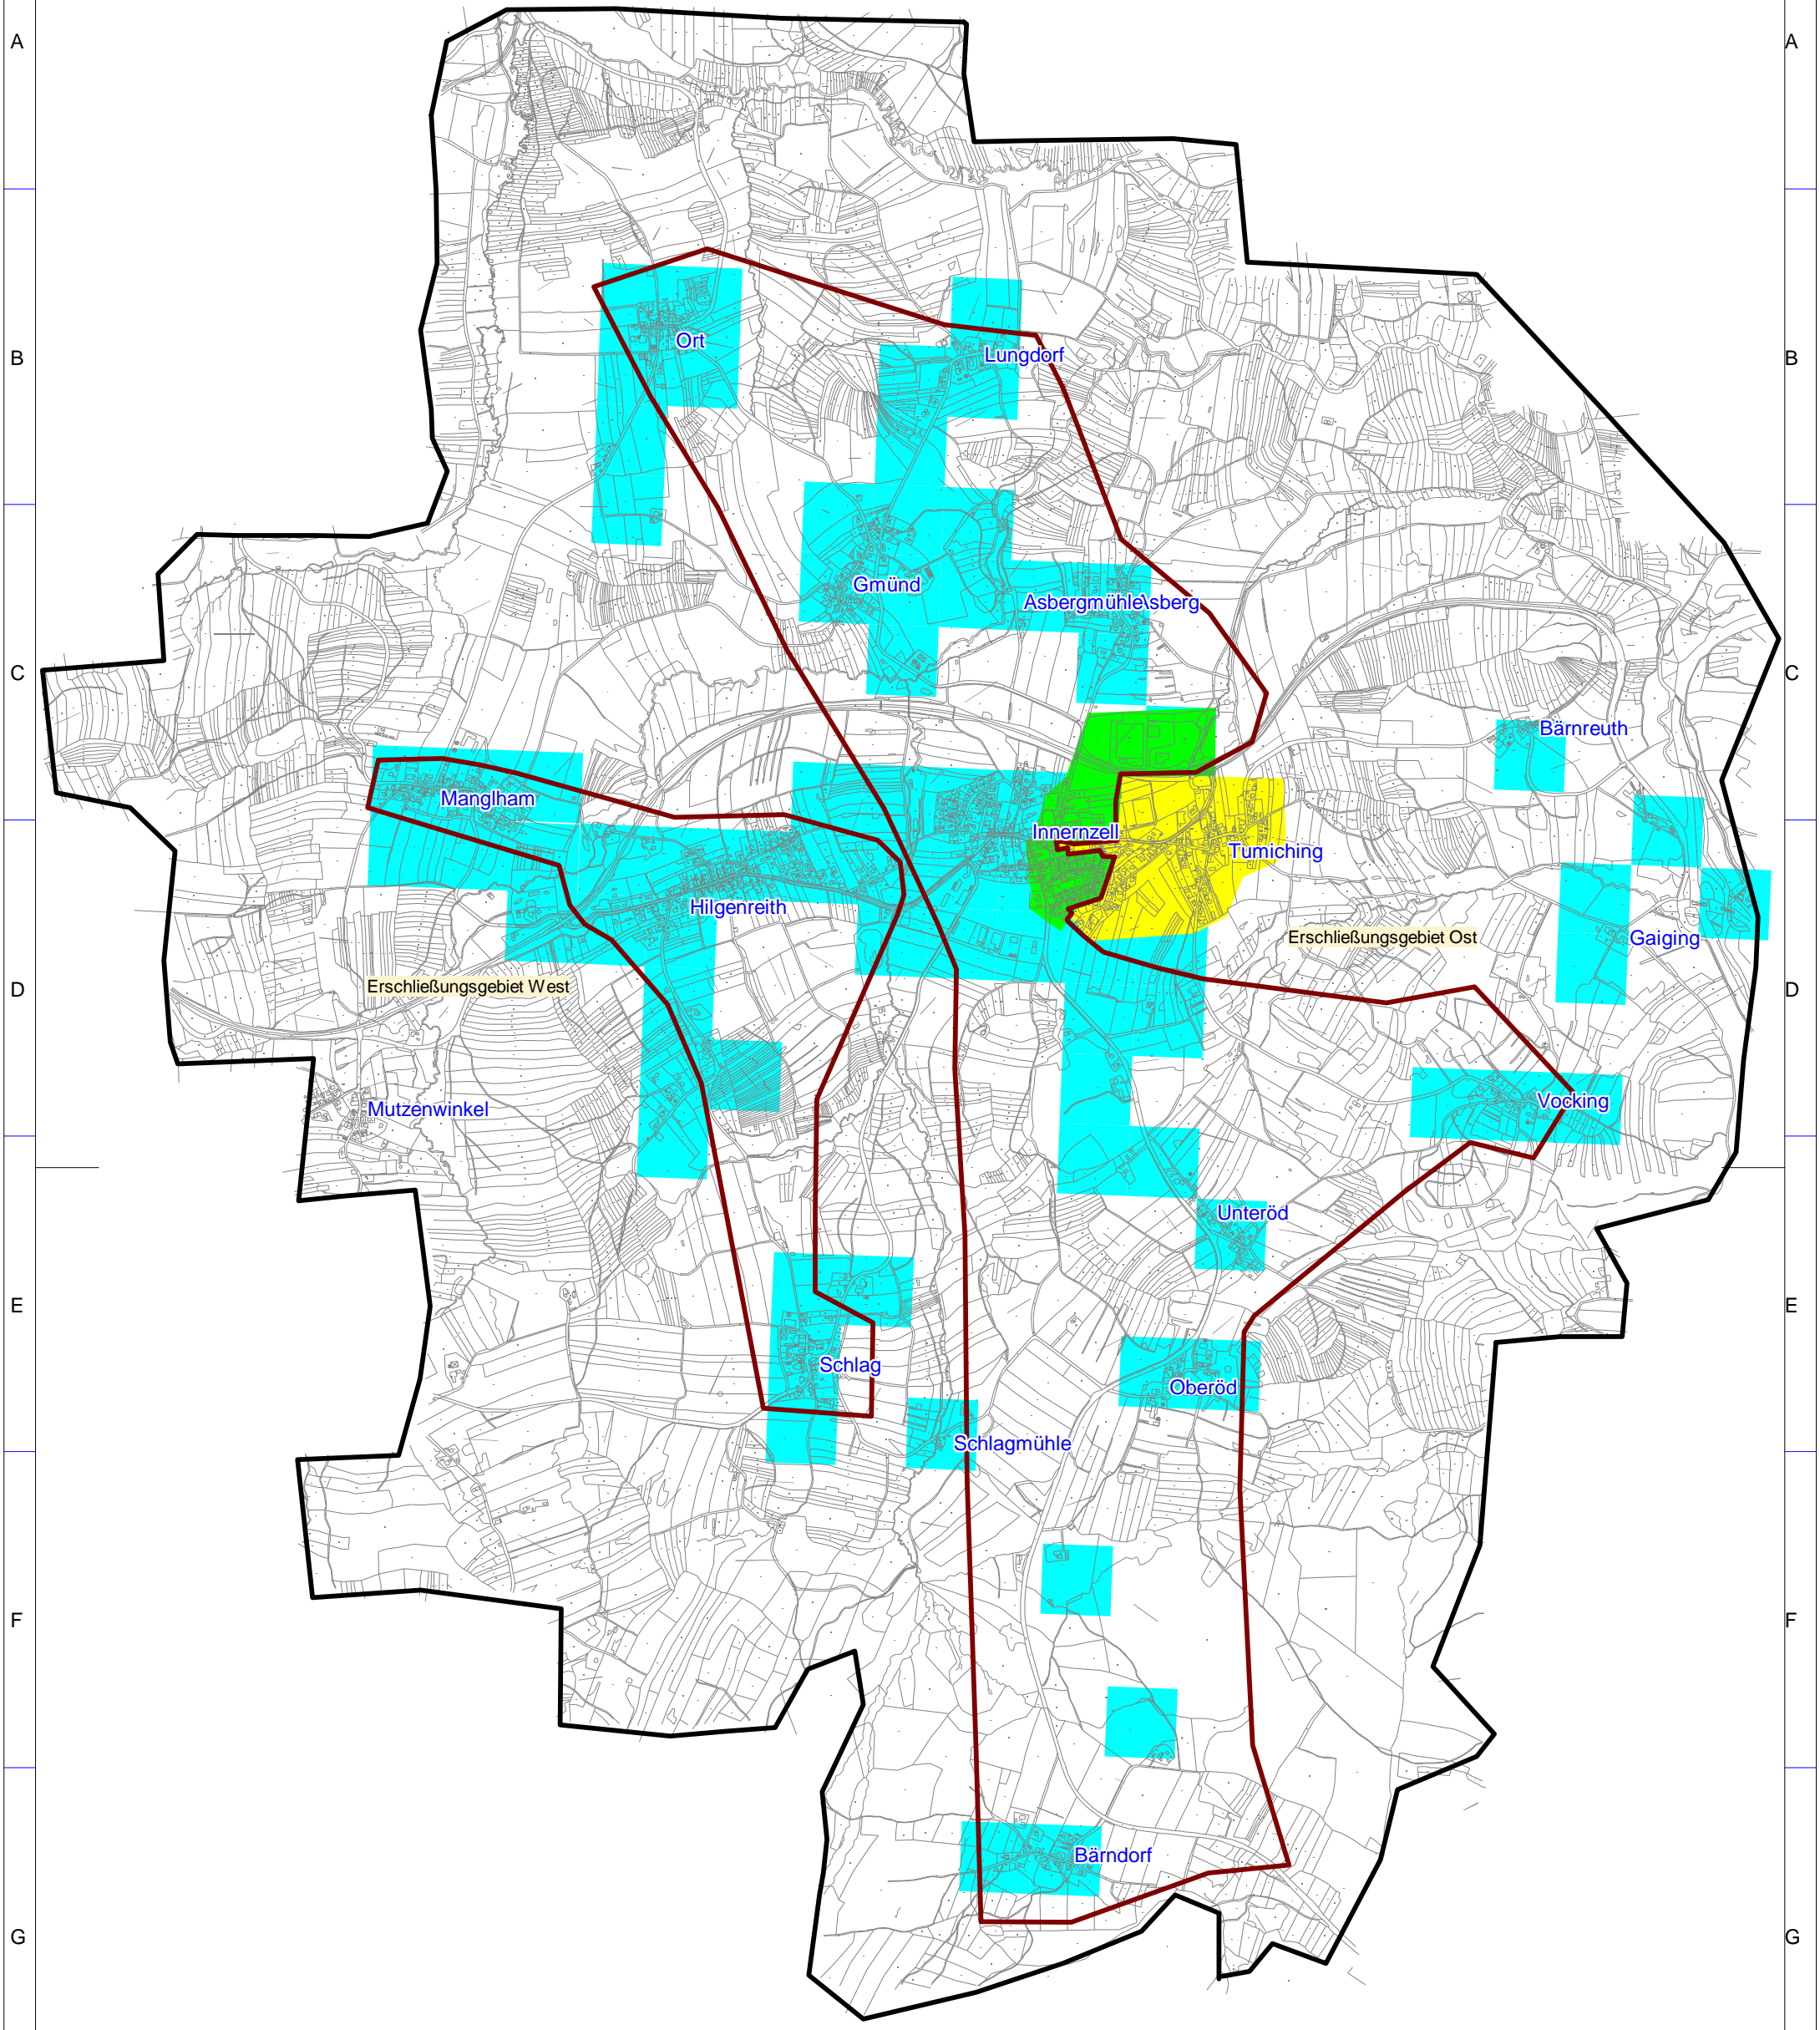 A A
B B
Ort
Lungdorf
Gmünd
Asbergmühle Asberg
C C
Bärnreuth
Manglham
Innernzell
Tumiching
Hilgenreith
Erschließungsgebiet Ost
Gaiging
Erschließungsgebiet West
D D
Vocking
Mutzenwinkel
Unteröd
E E
Schlag
Oberöd
Schlagmühle
F F
Bärndorf
G G